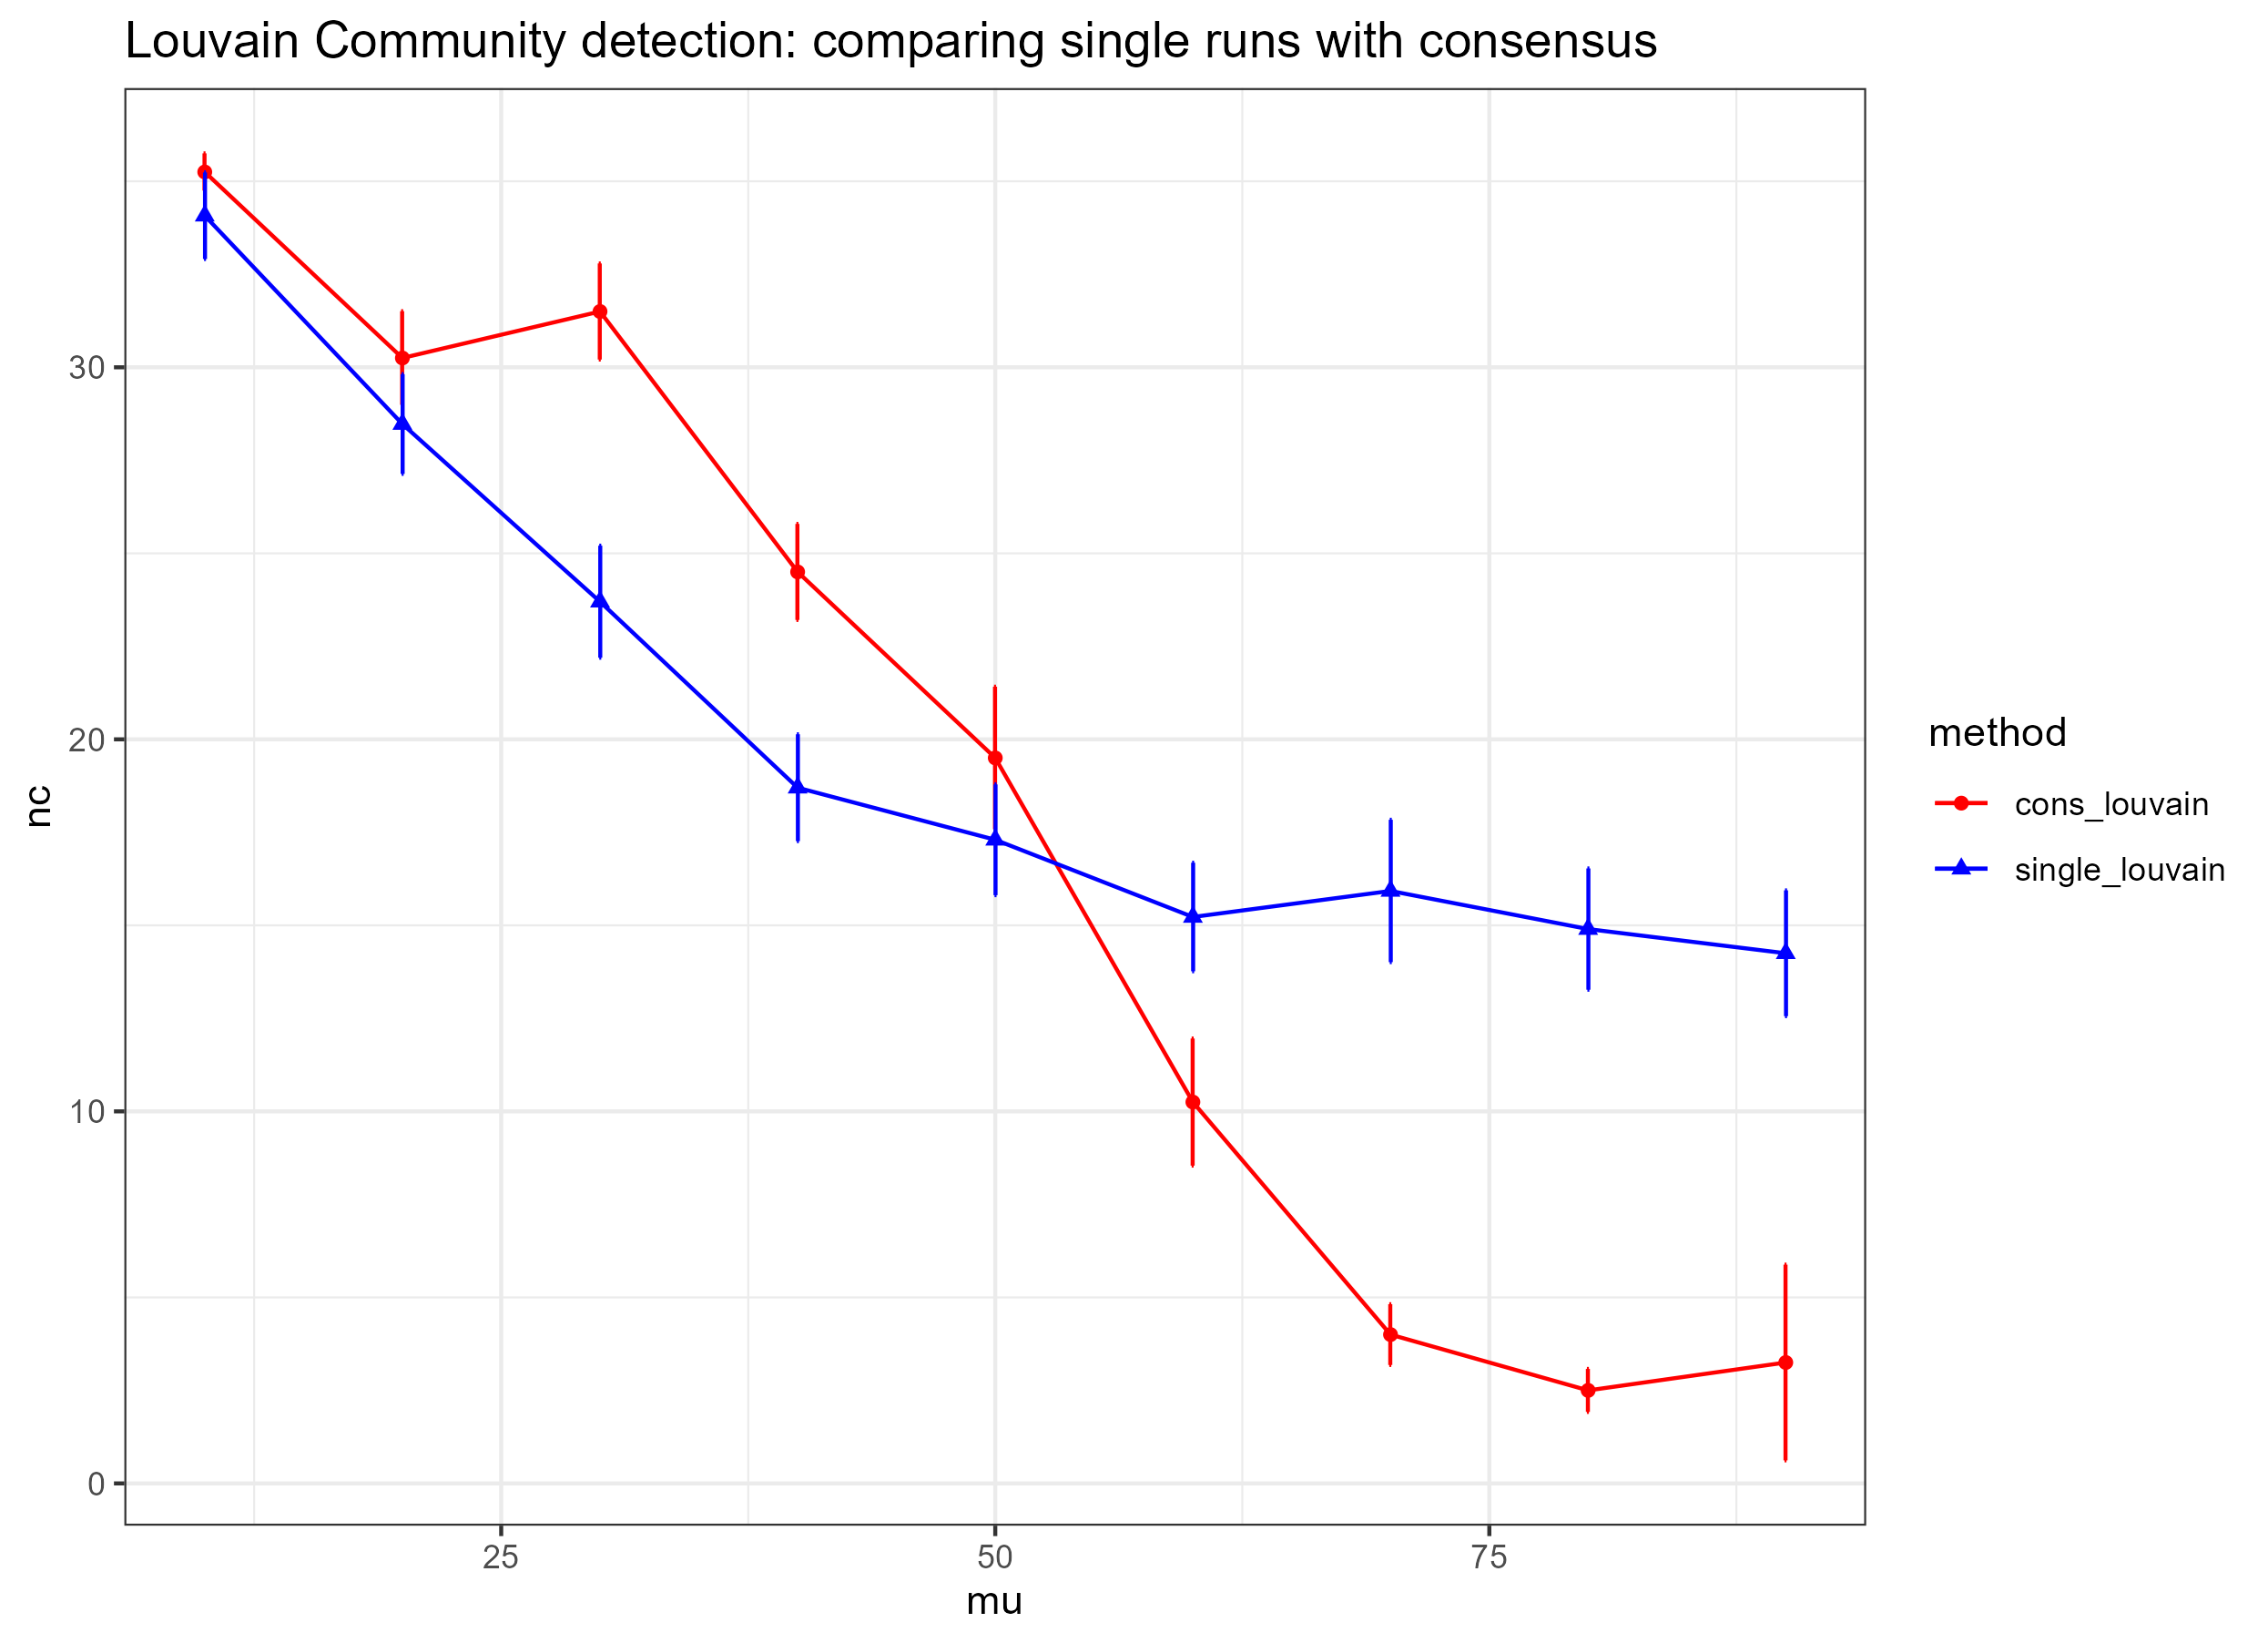 Louvain Community detection: comparing single runs with consensus
30
20
10
0
nc
25 50 75
mu
method
cons_louvain
single_louvain